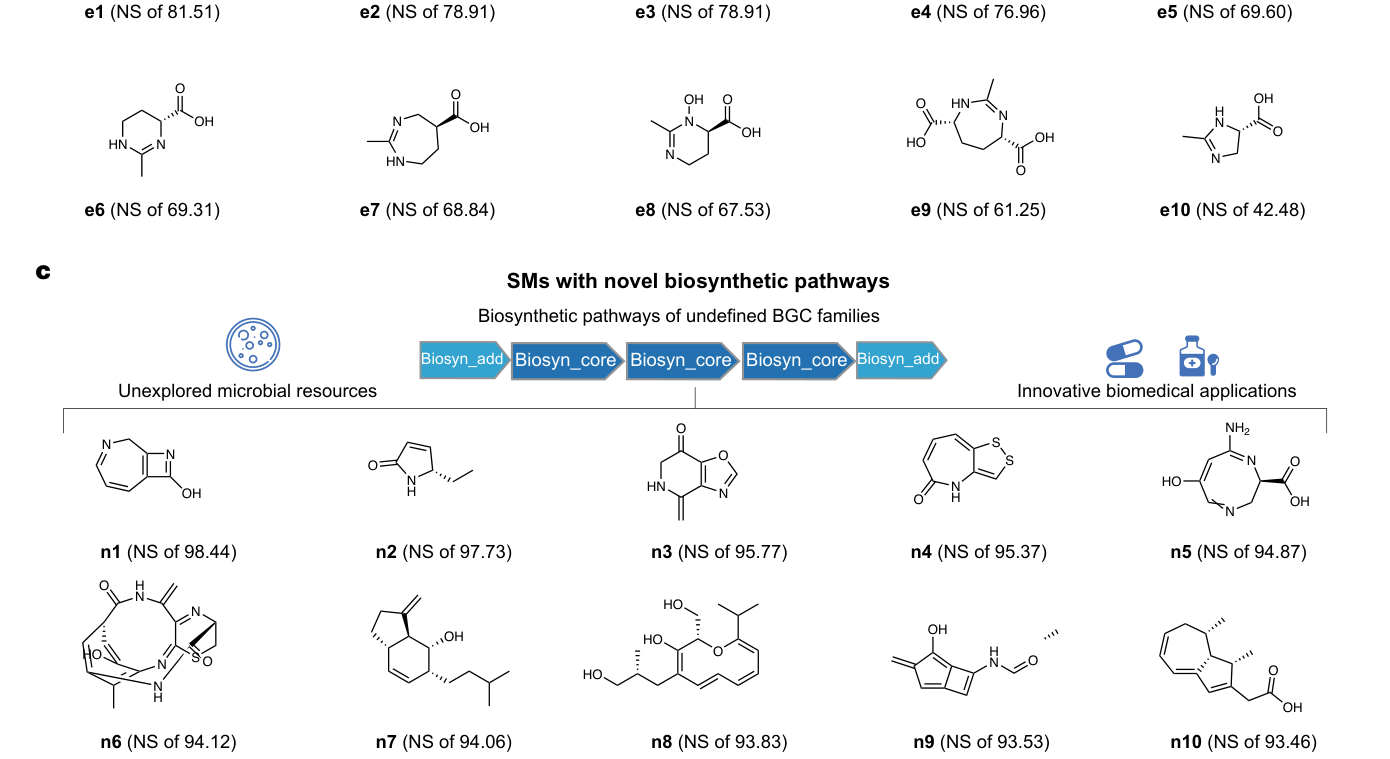 e1 (NS of 81.51) e2 (NS of 78.91) e3 (NS of 78.91) e4 (NS of 76.96) e5 (NS of 69.60)
O OH HN N
N O OH HN
OH N O OH N
O HO HN N OH O
H N OH O N
e6 (NS of 69.31) e7 (NS of 68.84) e8 (NS of 67.53) e9 (NS of 61.25) e10 (NS of 42.48)
c
SMs with novel biosynthetic pathways
Biosynthetic pathways of undefined BGC families
Biosyn_add Biosyn_core Biosyn_core Biosyn_core Biosyn_add
Unexplored microbial resources Innovative biomedical applications
N N OH
O N H
O O HN N
S S O N H
NH2 N O HO OH N
n1 (NS of 98.44) n2 (NS of 97.73) n3 (NS of 95.77) n4 (NS of 95.37) n5 (NS of 94.87)
O H N N HO N S O N H
OH
HO HO O HO
OH H N O
O OH
n6 (NS of 94.12) n7 (NS of 94.06) n8 (NS of 93.83) n9 (NS of 93.53) n10 (NS of 93.46)